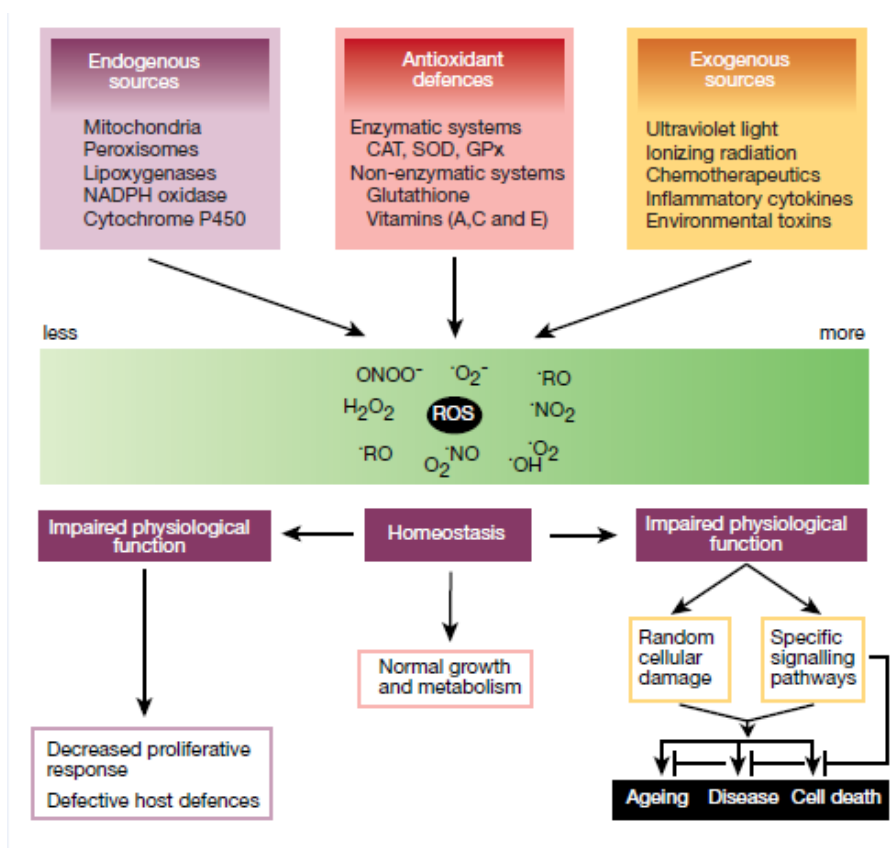 Endogenous
sources
Mitochondria
Peroxisomes
Lipoxygenases
NADPH oxidase
Cytochrome P450
Antioxidant
defences
Enzymatic systems
CAT, SOD, GPx
Non-enzymatic systems
Glutathione
Vitamins (A,C and E)
Exogenous
sources
Ultraviolet light
Ionizing radiation
Chemotherapeutics
Inflammatory cytokines
Environmental toxins
less
more
ONOO⁻ ·O₂⁻ ·RO
H₂O₂ ROS ·NO₂
·RO O₂ ·NO ·OH ·O₂
Impaired physiological
function
Homeostasis
Impaired physiological
function
Random
cellular
damage
Specific
signalling
pathways
Normal growth
and metabolism
Decreased proliferative
response
Defective host defences
Ageing Disease Cell death